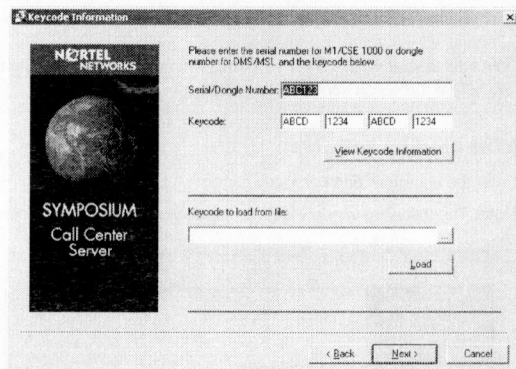 Keycode Information
NORTEL
NETWORKS
SYMPOSIUM
Call Center
Server
Please enter the serial number for M1/CSE 1000 or dongle
number for DMS/MSL and the keycode below.
Serial/Dongle Number: ABC123
Keycode: ABCD 1234 ABCD 1234
View Keycode Information
Keycode to load from file:
...
Load
< Back Next > Cancel